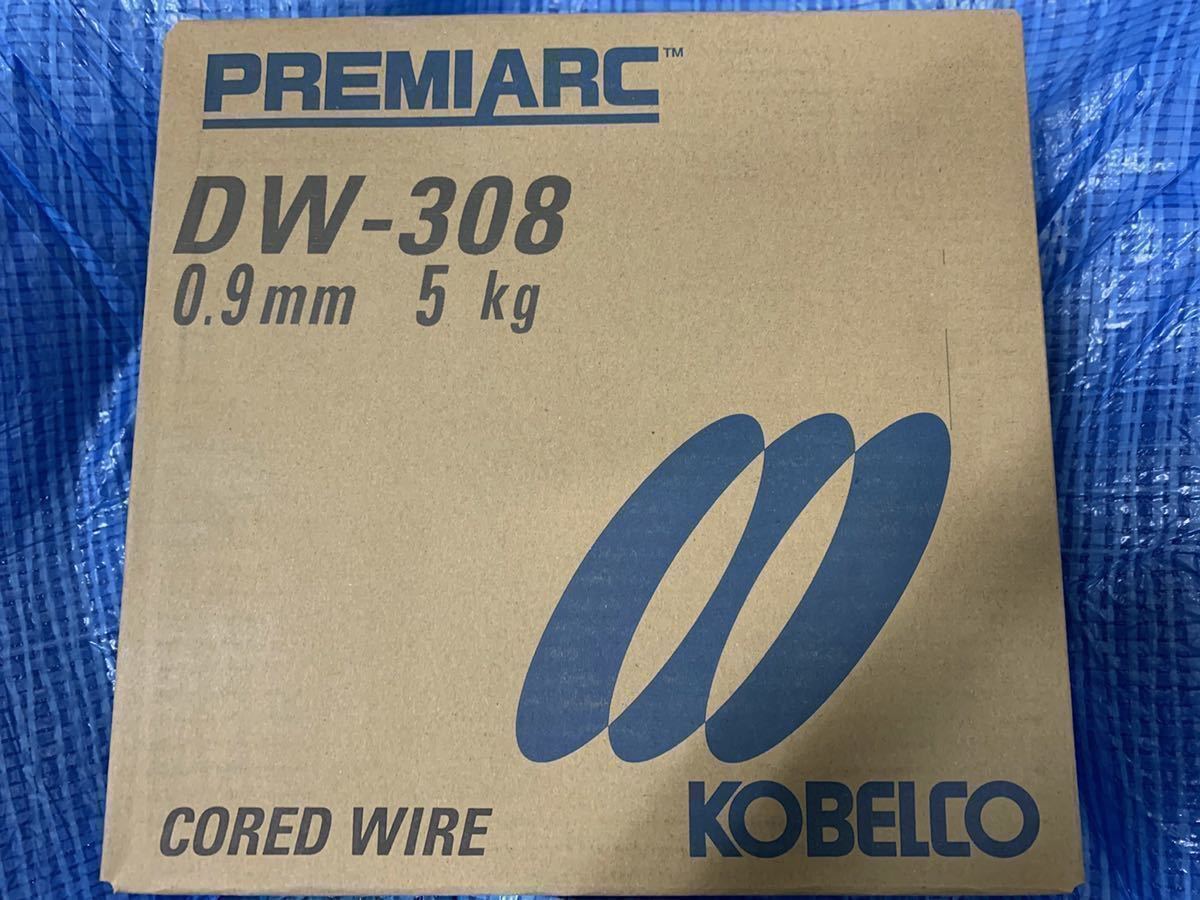 PREMIARC™
DW-308
0.9mm 5 kg
CORED WIRE
KOBELCO